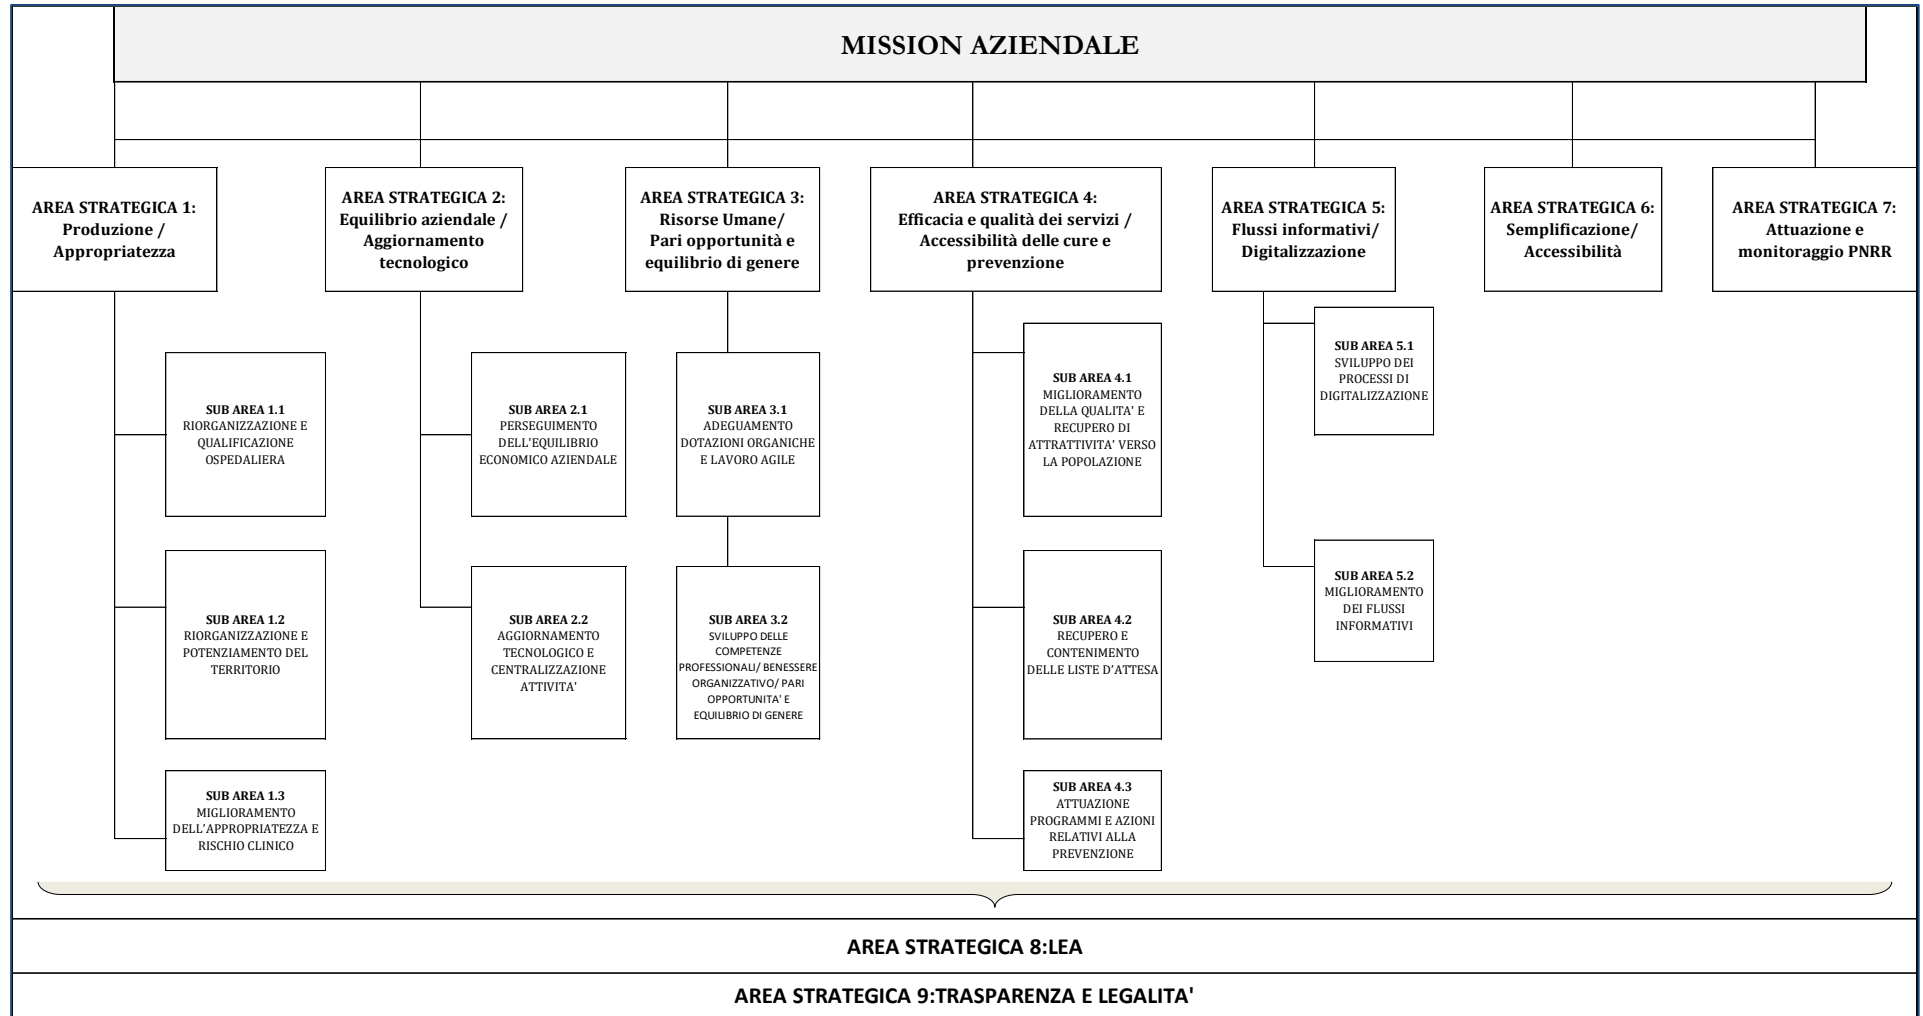 MISSION AZIENDALE
AREA STRATEGICA 1:
Produzione /
Appropriatezza
AREA STRATEGICA 2:
Equilibrio aziendale /
Aggiornamento
tecnologico
AREA STRATEGICA 3:
Risorse Umane/
Pari opportunità e
equilibrio di genere
AREA STRATEGICA 4:
Efficacia e qualità dei servizi /
Accessibilità delle cure e
prevenzione
AREA STRATEGICA 5:
Flussi informativi/
Digitalizzazione
AREA STRATEGICA 6:
Semplificazione/
Accessibilità
AREA STRATEGICA 7:
Attuazione e
monitoraggio PNRR
SUB AREA 1.1
RIORGANIZZAZIONE E
QUALIFICAZIONE
OSPEDALIERA
SUB AREA 2.1
PERSEGUIMENTO
DELL'EQUILIBRIO
ECONOMICO AZIENDALE
SUB AREA 3.1
ADEGUAMENTO
DOTAZIONI ORGANICHE
E LAVORO AGILE
SUB AREA 4.1
MIGLIORAMENTO
DELLA QUALITA' E
RECUPERO DI
ATTRATTIVITA' VERSO
LA POPOLAZIONE
SUB AREA 5.1
SVILUPPO DEI
PROCESSI DI
DIGITALIZZAZIONE
SUB AREA 1.2
RIORGANIZZAZIONE E
POTENZIAMENTO DEL
TERRITORIO
SUB AREA 2.2
AGGIORNAMENTO
TECNOLOGICO E
CENTRALIZZAZIONE
ATTIVITA'
SUB AREA 3.2
SVILUPPO DELLE
COMPETENZE
PROFESSIONALI/ BENESSERE
ORGANIZZATIVO/ PARI
OPPORTUNITA' E
EQUILIBRIO DI GENERE
SUB AREA 4.2
RECUPERO E
CONTENIMENTO
DELLE LISTE D'ATTESA
SUB AREA 5.2
MIGLIORAMENTO
DEI FLUSSI
INFORMATIVI
SUB AREA 1.3
MIGLIORAMENTO
DELL'APPROPRIATEZZA E
RISCHIO CLINICO
SUB AREA 4.3
ATTUAZIONE
PROGRAMMI E AZIONI
RELATIVI ALLA
PREVENZIONE
AREA STRATEGICA 8:LEA
AREA STRATEGICA 9:TRASPARENZA E LEGALITA'